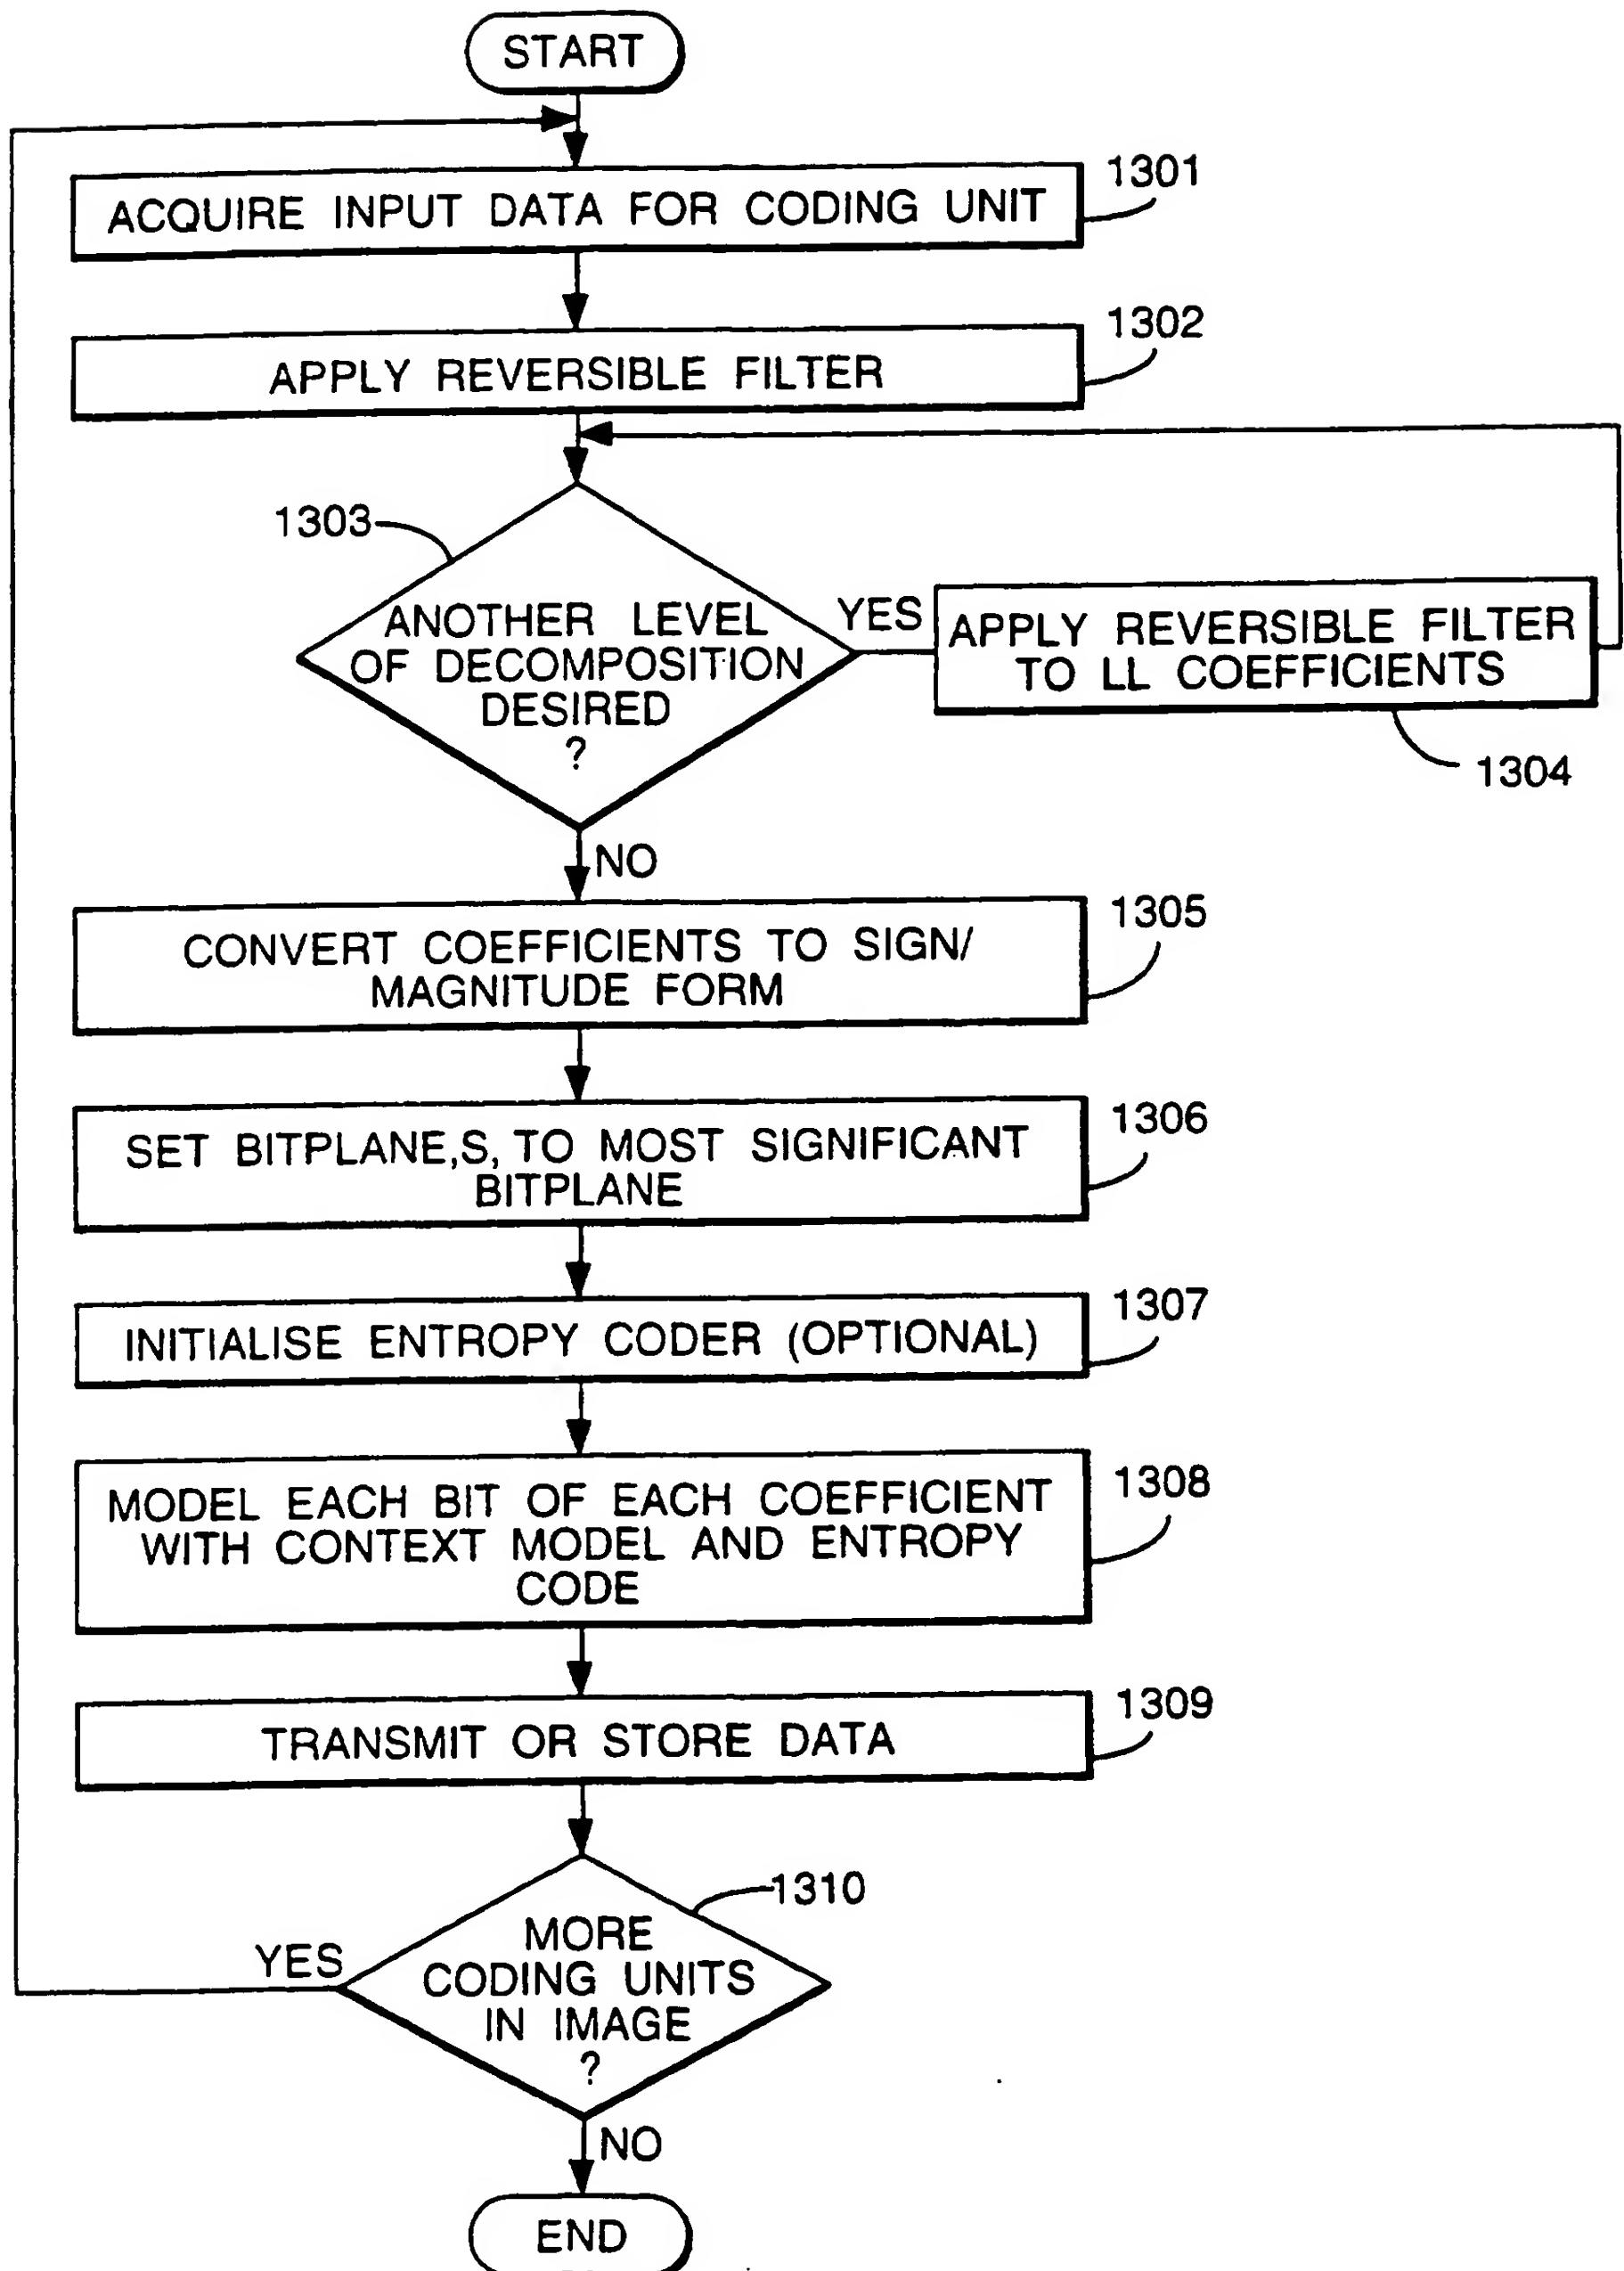 START
1301
ACQUIRE INPUT DATA FOR CODING UNIT
1302
APPLY REVERSIBLE FILTER
1303
ANOTHER LEVEL
OF DECOMPOSITION
DESIRED
?
YES
APPLY REVERSIBLE FILTER
TO LL COEFFICIENTS
1304
NO
1305
CONVERT COEFFICIENTS TO SIGN/
MAGNITUDE FORM
1306
SET BITPLANE,S, TO MOST SIGNIFICANT
BITPLANE
1307
INITIALISE ENTROPY CODER (OPTIONAL)
1308
MODEL EACH BIT OF EACH COEFFICIENT
WITH CONTEXT MODEL AND ENTROPY
CODE
1309
TRANSMIT OR STORE DATA
1310
MORE
CODING UNITS
IN IMAGE
?
YES
NO
END